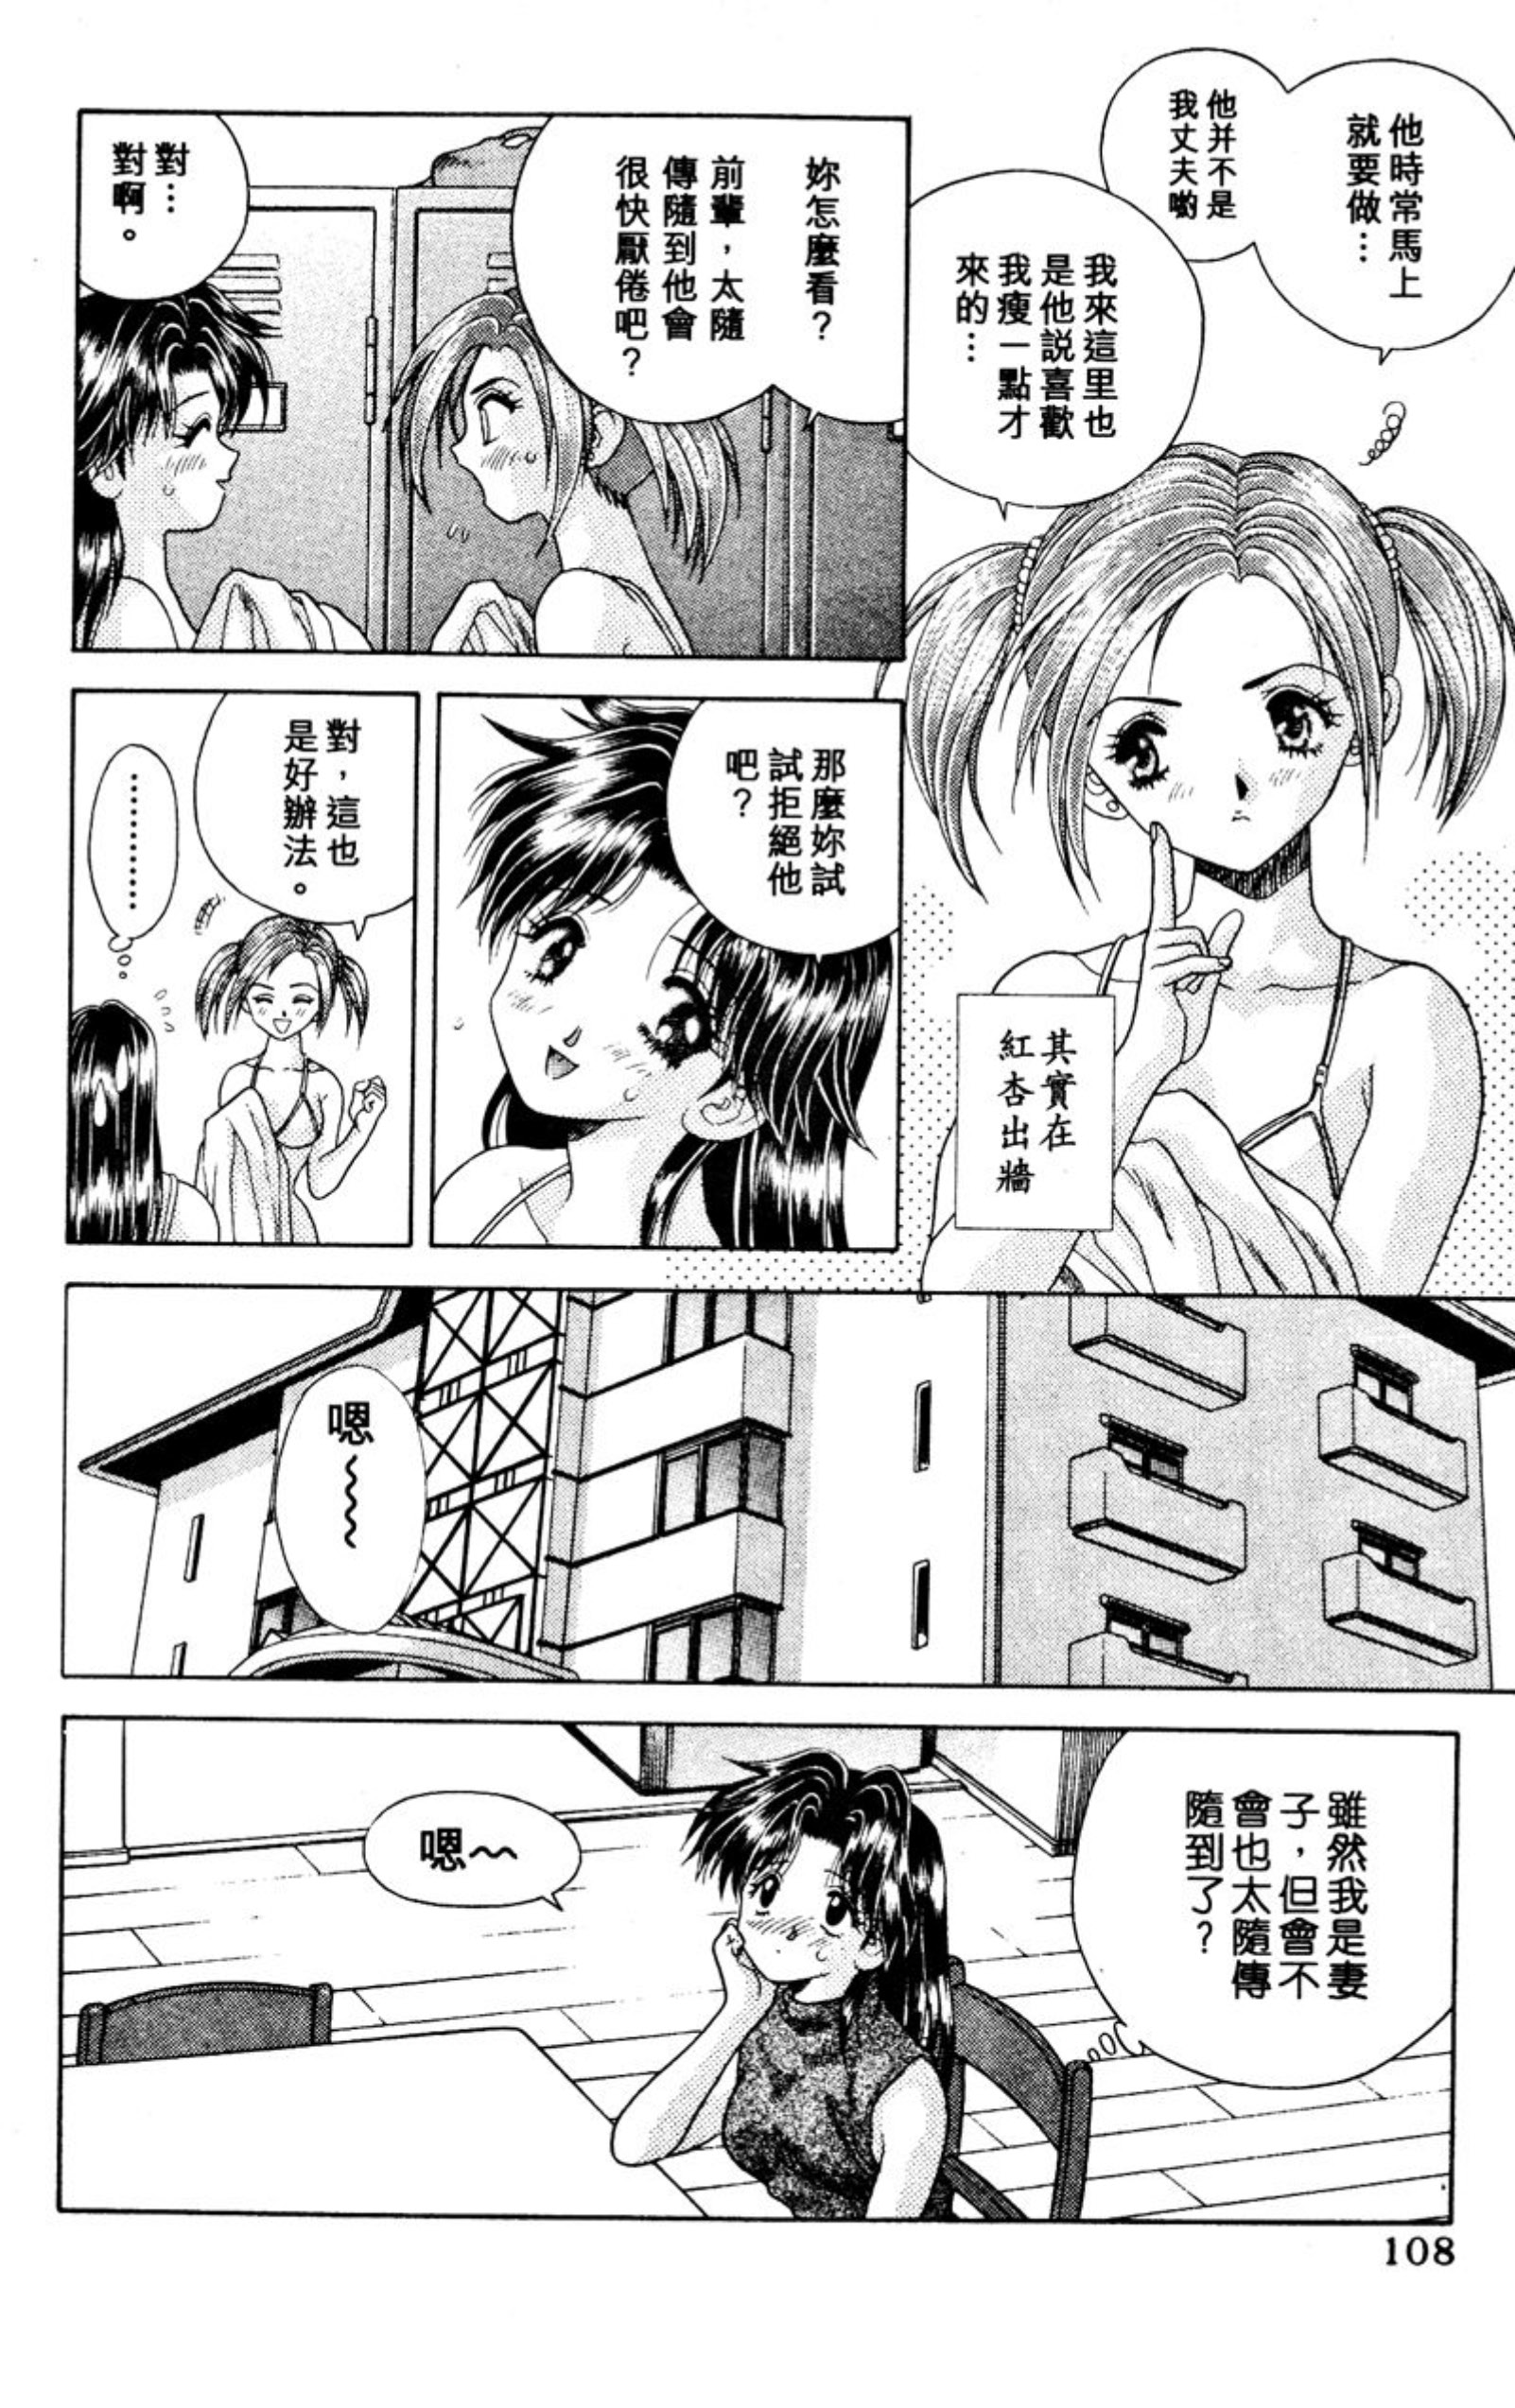 他時常馬上
就要做…
他并不是
我丈夫喲
我來這里也
是他説喜歡
我瘦一點才
來的…
其實在
紅杏出牆
妳怎麼看?
前輩，太隨
傳隨到他會
很快厭倦吧?
對…
對啊。
那麼妳試
試拒絕他
吧?
對，這也
是好辦法。
…………
嗯~~~
雖然我是妻
子，但會不
會也太隨傳
隨到了?
嗯~~
108